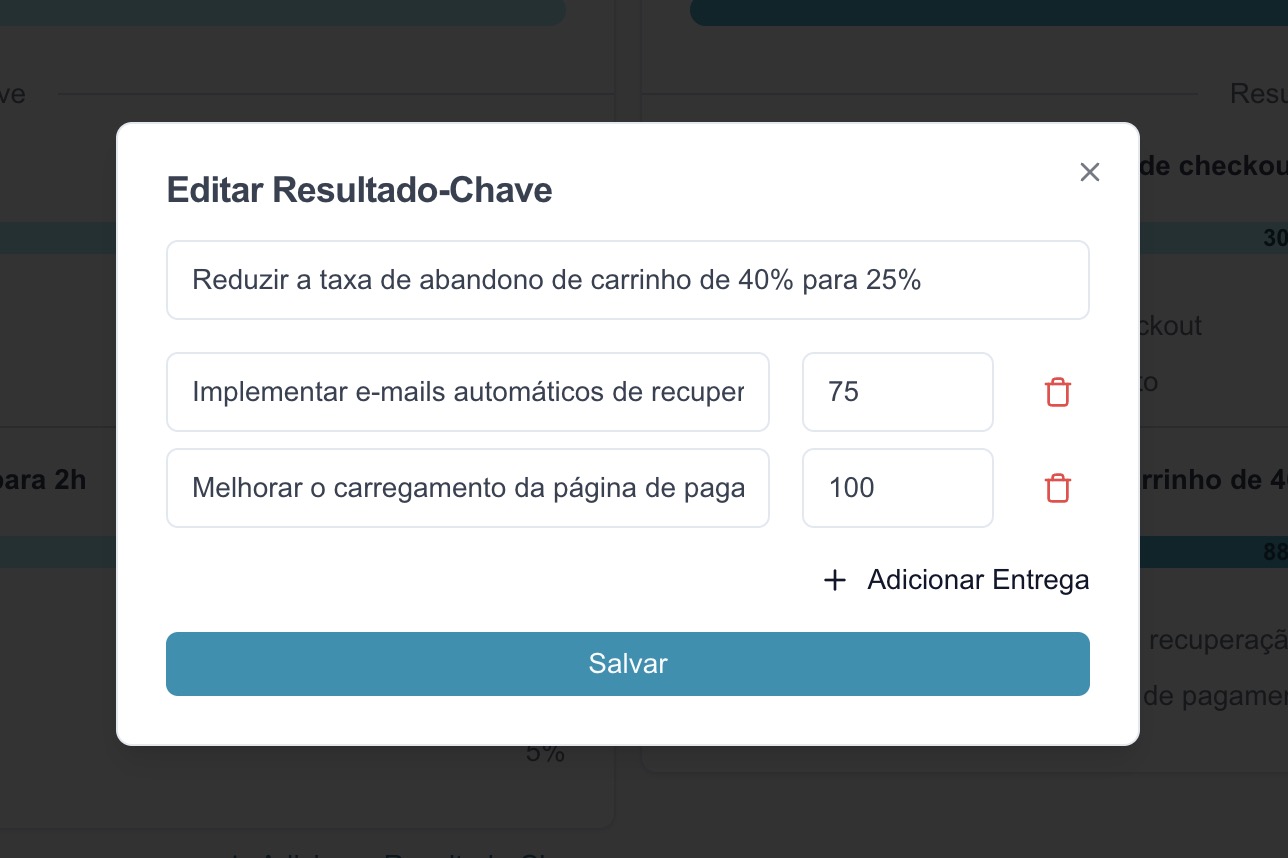 ve
Resu
Editar Resultado-Chave
de checkou
Reduzir a taxa de abandono de carrinho de 40% para 25%
30
ckout
Implementar e-mails automáticos de recuper
75
to
para 2h
Melhorar o carregamento da página de paga
100
rrinho de 4
88
Adicionar Entrega
recuperaçã
Salvar
de pagamer
5%